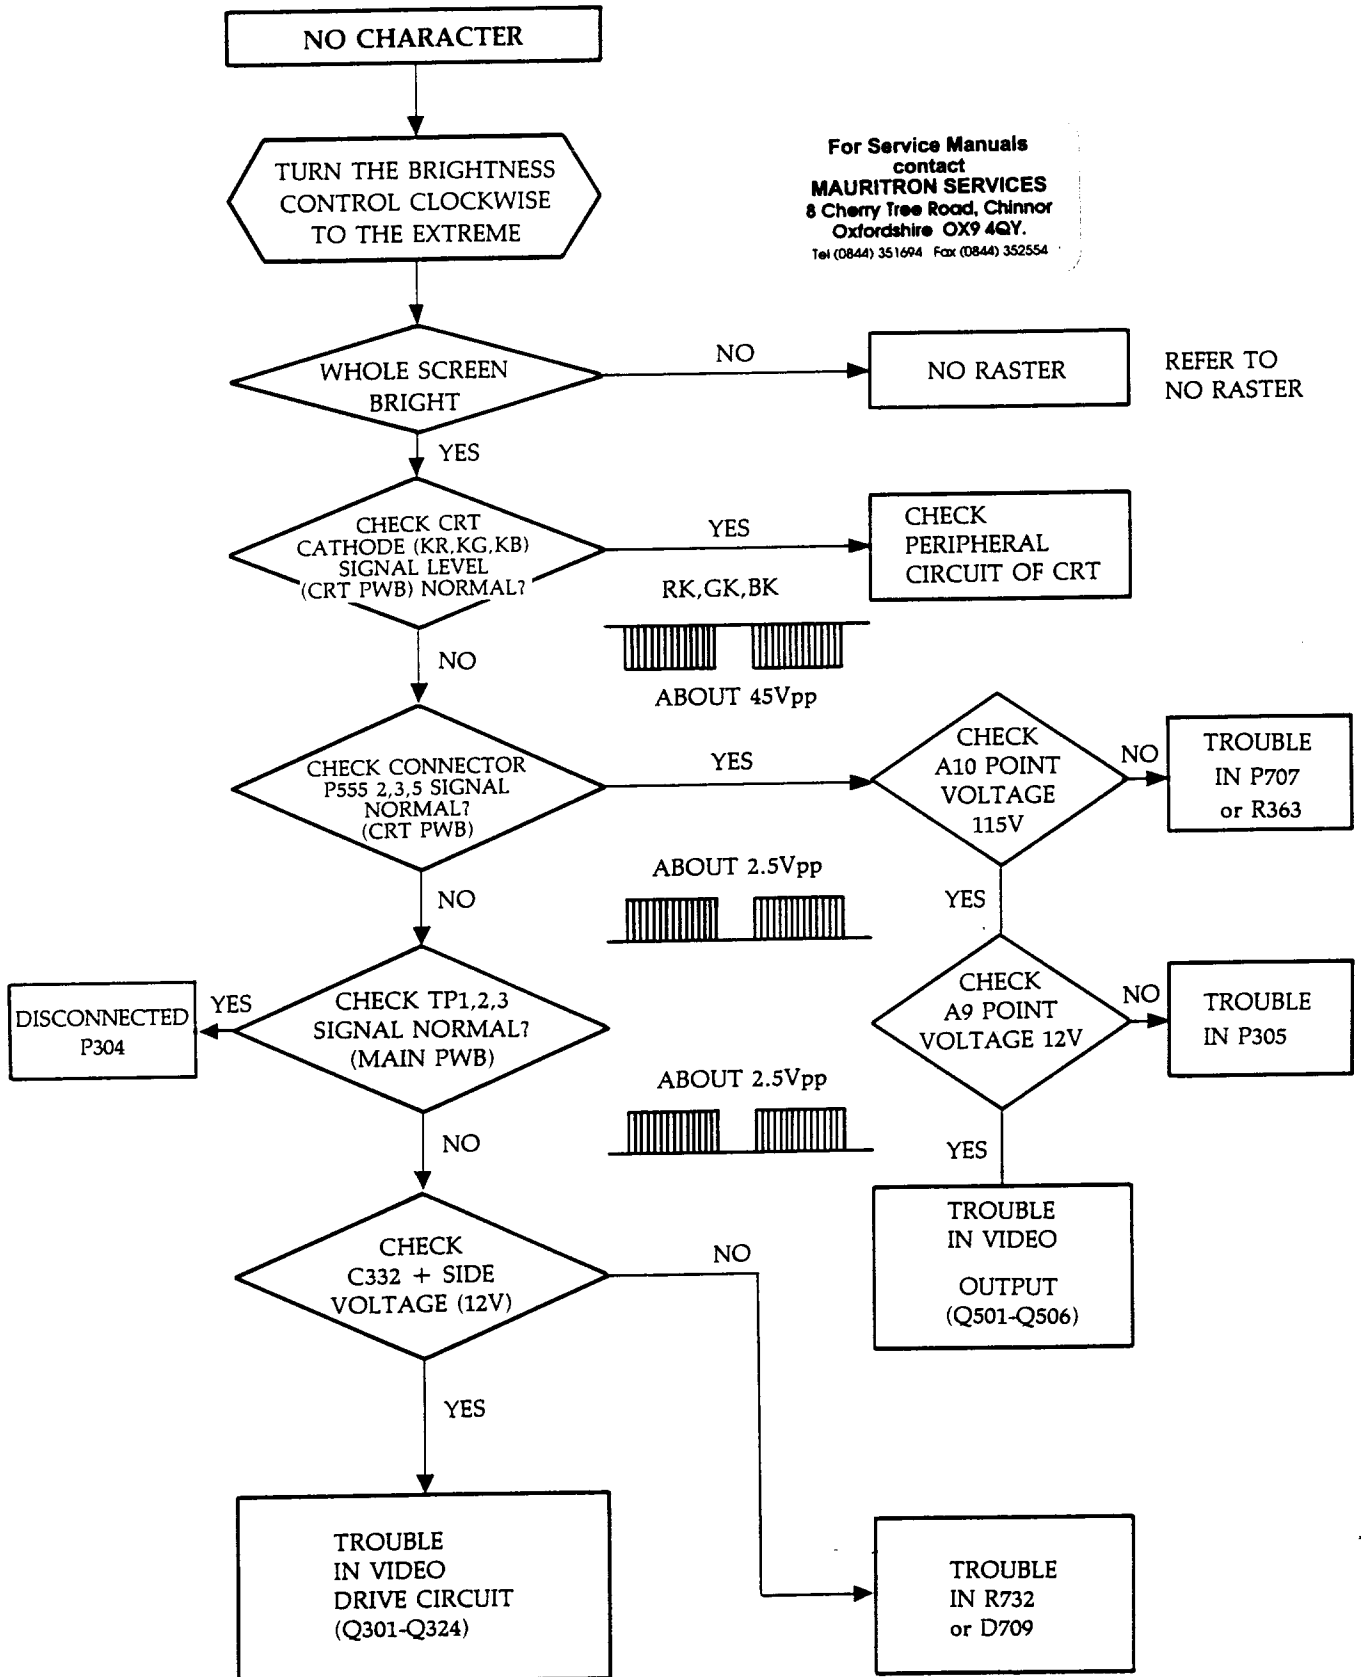 NO CHARACTER
TURN THE BRIGHTNESS
CONTROL CLOCKWISE
TO THE EXTREME
For Service Manuals
contact
MAURITRON SERVICES
8 Cherry Tree Road, Chinnor
Oxfordshire OX9 4QY.
Tel (0844) 351694 Fax (0844) 352554
WHOLE SCREEN
BRIGHT
NO
NO RASTER
REFER TO
NO RASTER
YES
CHECK CRT
CATHODE (KR,KG,KB)
SIGNAL LEVEL
(CRT PWB) NORMAL?
YES
CHECK
PERIPHERAL
CIRCUIT OF CRT
RK,GK,BK
ABOUT 45Vpp
NO
CHECK CONNECTOR
P555 2,3,5 SIGNAL
NORMAL?
(CRT PWB)
YES
CHECK
A10 POINT
VOLTAGE
115V
NO
TROUBLE
IN P707
or R363
ABOUT 2.5Vpp
NO
YES
CHECK TP1,2,3
SIGNAL NORMAL?
(MAIN PWB)
YES
DISCONNECTED
P304
CHECK
A9 POINT
VOLTAGE 12V
NO
TROUBLE
IN P305
ABOUT 2.5Vpp
NO
YES
CHECK
C332 + SIDE
VOLTAGE (12V)
NO
TROUBLE
IN VIDEO
OUTPUT
(Q501-Q506)
YES
TROUBLE
IN VIDEO
DRIVE CIRCUIT
(Q301-Q324)
TROUBLE
IN R732
or D709